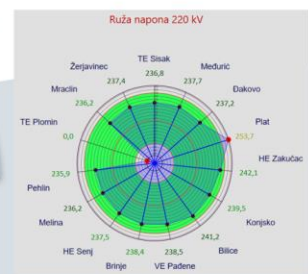 Ruža napona 220 kV
TE Sisak
236,8
Međurić
237,7
Đakovo
237,2
Plat
253,7
HE Zakučac
242,1
Konjsko
239,5
Bilice
241,2
VE Padene
238,5
Brinje
238,4
HE Senj
237,5
Melina
236,2
Pehlin
235,9
TE Plomin
0,0
Mraclin
236,2
Žerjavinec
237,4